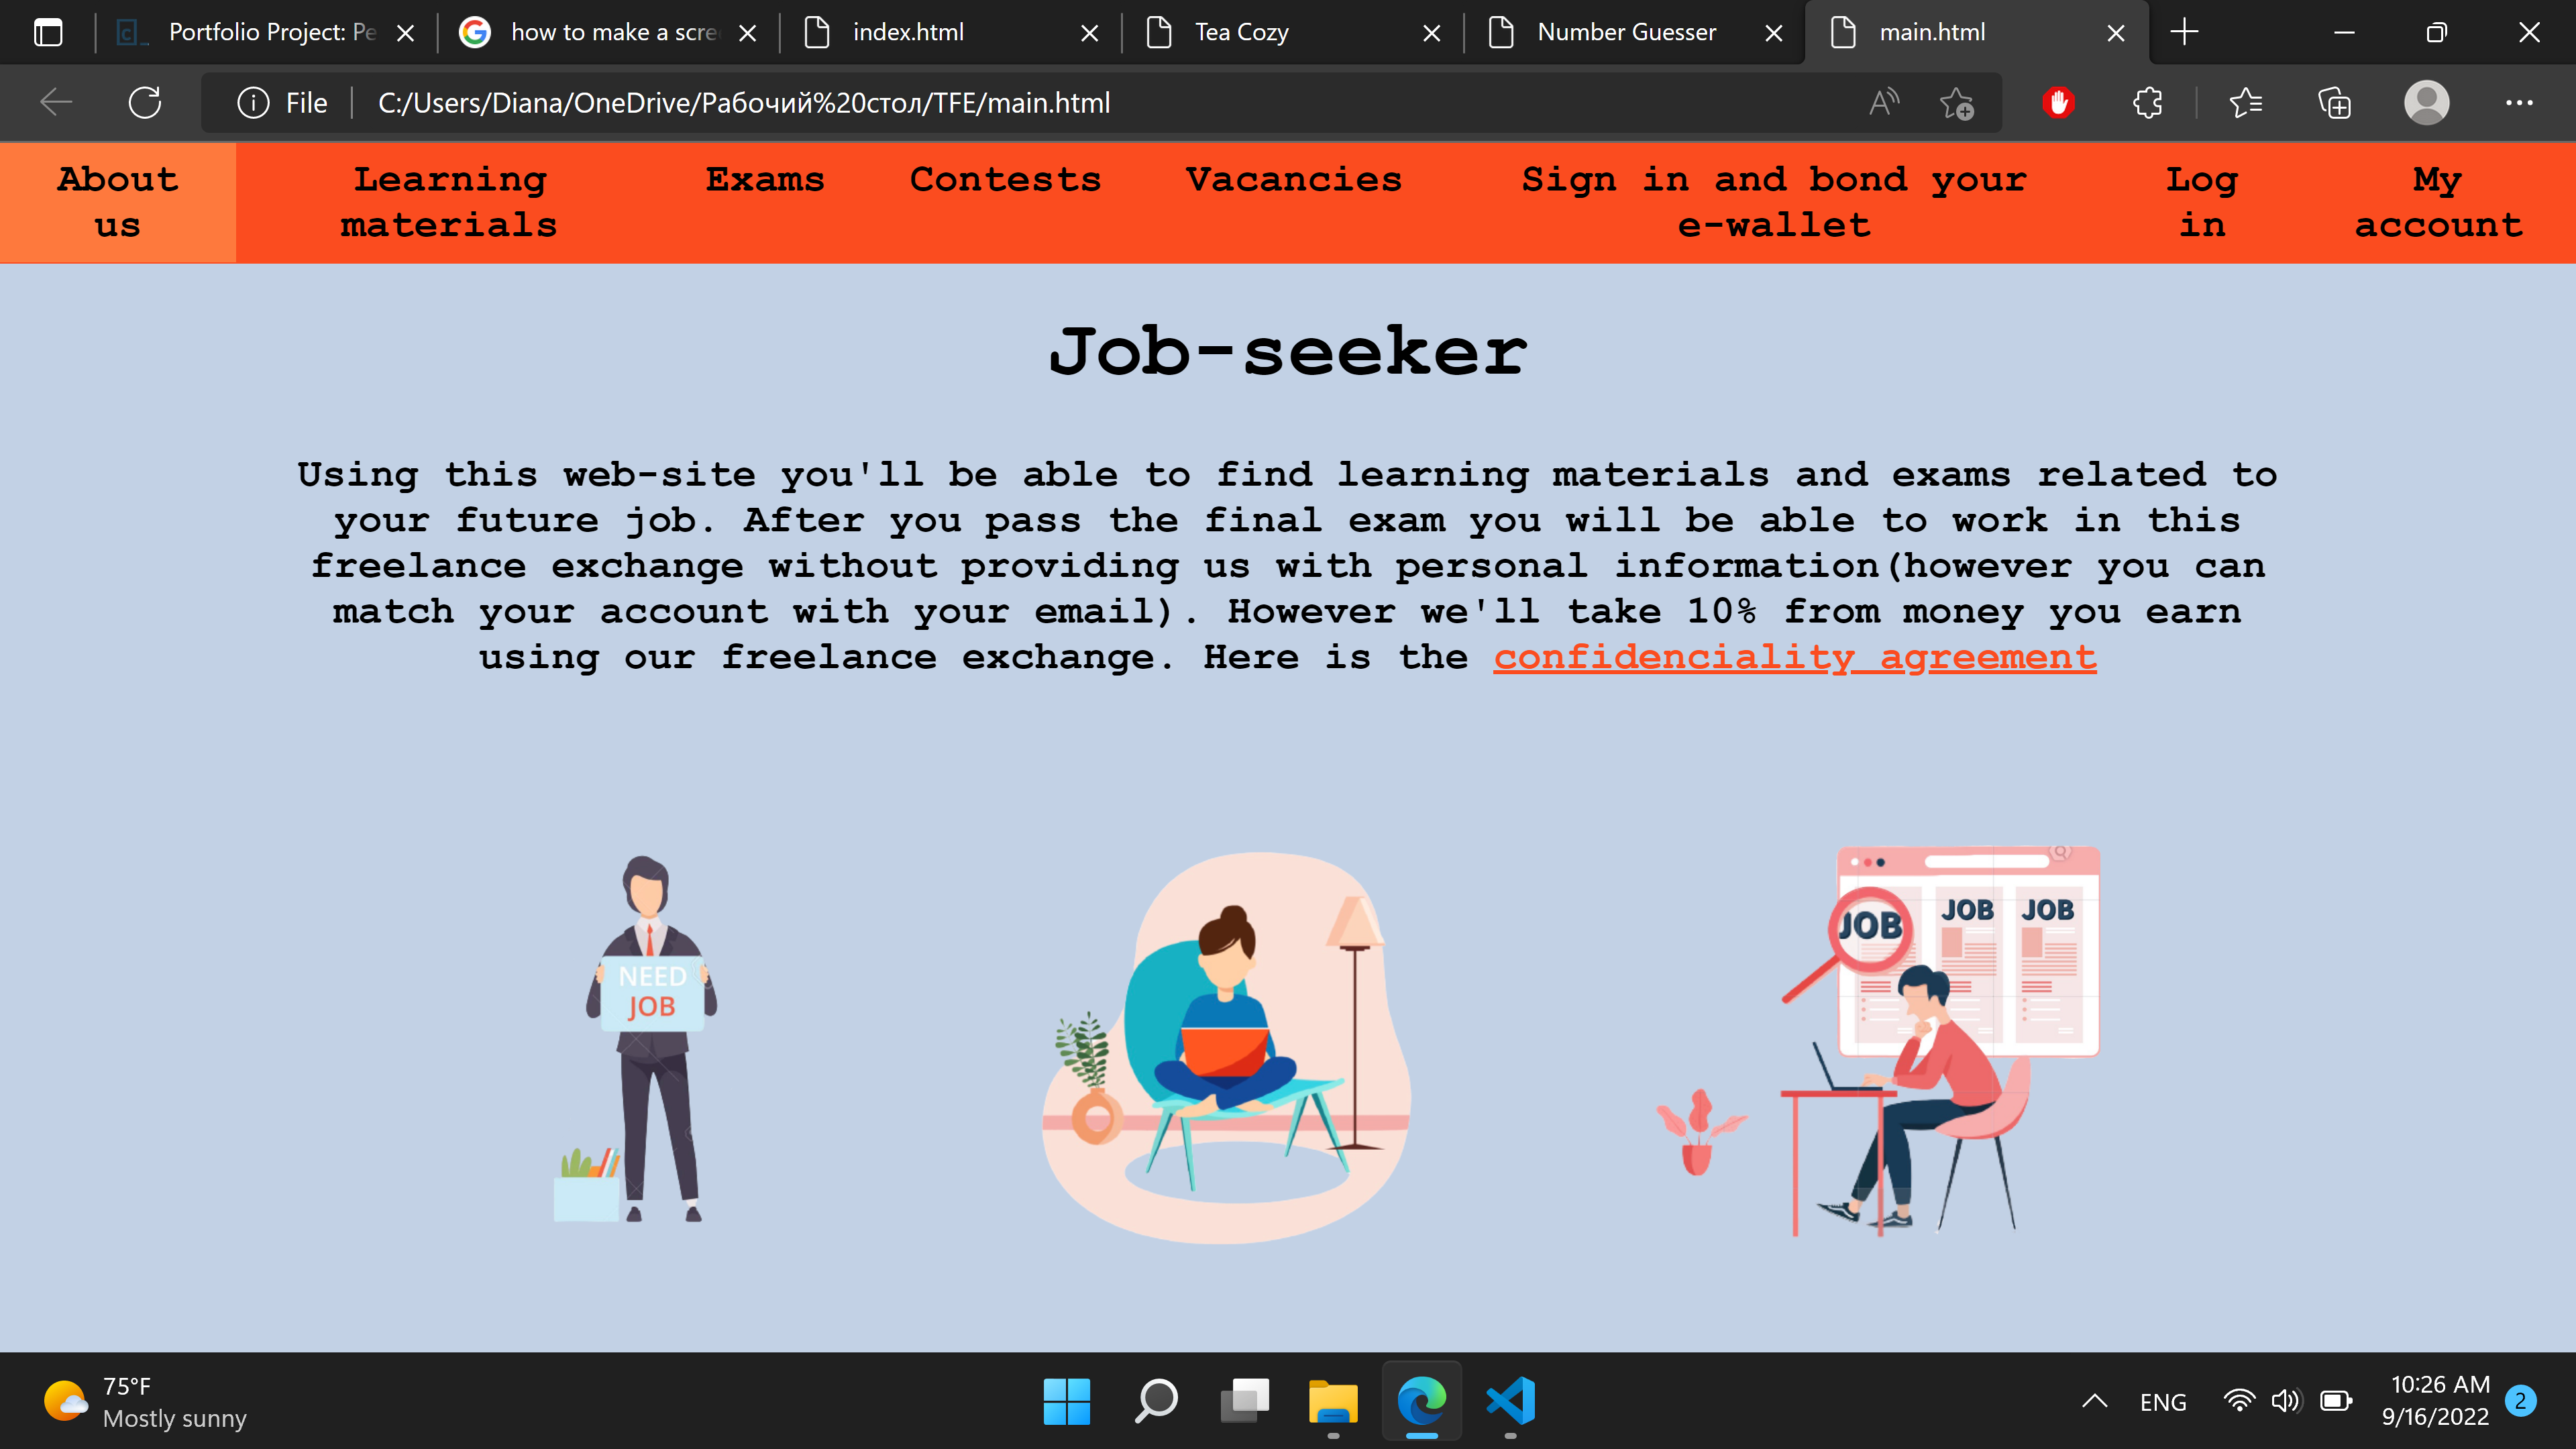 Portfolio Project: Pe
how to make a scre
index.html
Tea Cozy
Number Guesser
main.html
File
C:/Users/Diana/OneDrive/Рабочий%20стол/TFE/main.html
About us
Learning materials
Exams
Contests
Vacancies
Sign in and bond your e-wallet
Log in
My account
Job-seeker
Using this web-site you'll be able to find learning materials and exams related to
your future job. After you pass the final exam you will be able to work in this
freelance exchange without providing us with personal information(however you can
match your account with your email). However we'll take 10% from money you earn
using our freelance exchange. Here is the confidenciality agreement
NEED
JOB
JOB
JOB
JOB
75°F
Mostly sunny
ENG
10:26 AM
9/16/2022
2